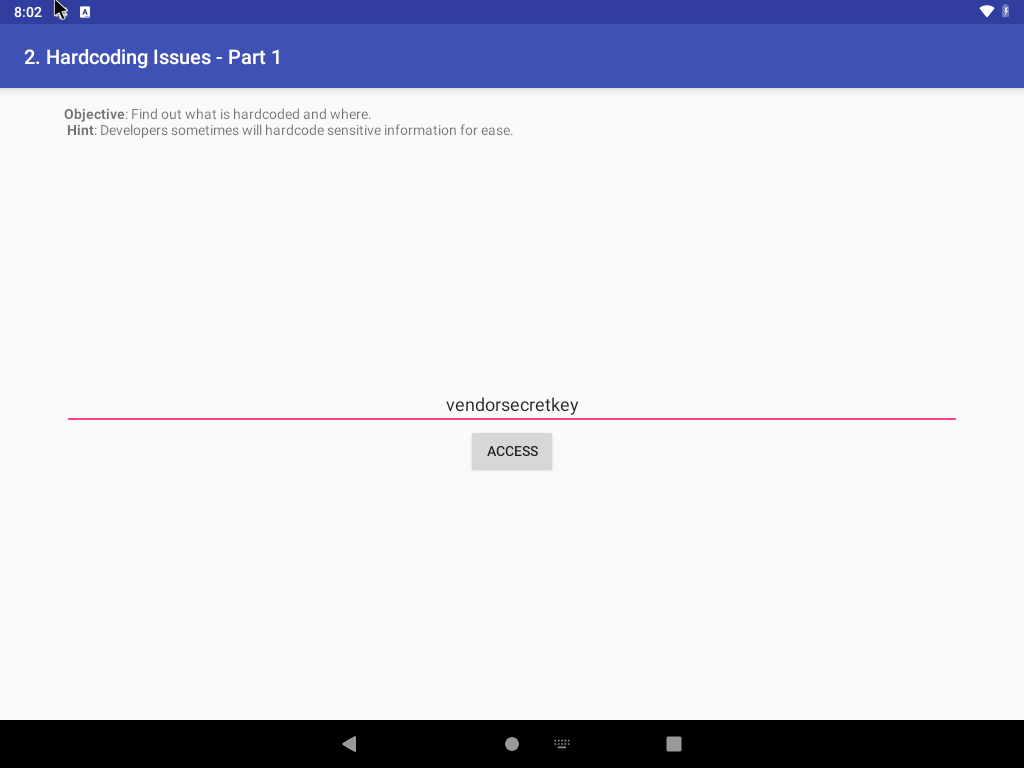 8:02
2. Hardcoding Issues - Part 1
Objective: Find out what is hardcoded and where.
Hint: Developers sometimes will hardcode sensitive information for ease.
vendorsecretkey
ACCESS